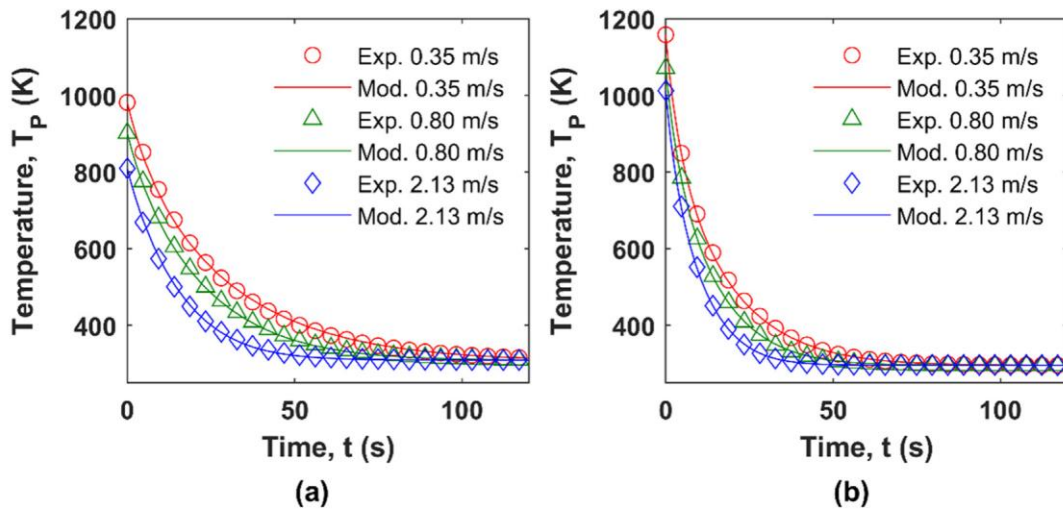 1200
1000
800
600
400
Temperature, T_P (K)
Exp. 0.35 m/s
Mod. 0.35 m/s
Exp. 0.80 m/s
Mod. 0.80 m/s
Exp. 2.13 m/s
Mod. 2.13 m/s
0 50 100
Time, t (s)
(a)
1200
1000
800
600
400
Temperature, T_P (K)
Exp. 0.35 m/s
Mod. 0.35 m/s
Exp. 0.80 m/s
Mod. 0.80 m/s
Exp. 2.13 m/s
Mod. 2.13 m/s
0 50 100
Time, t (s)
(b)